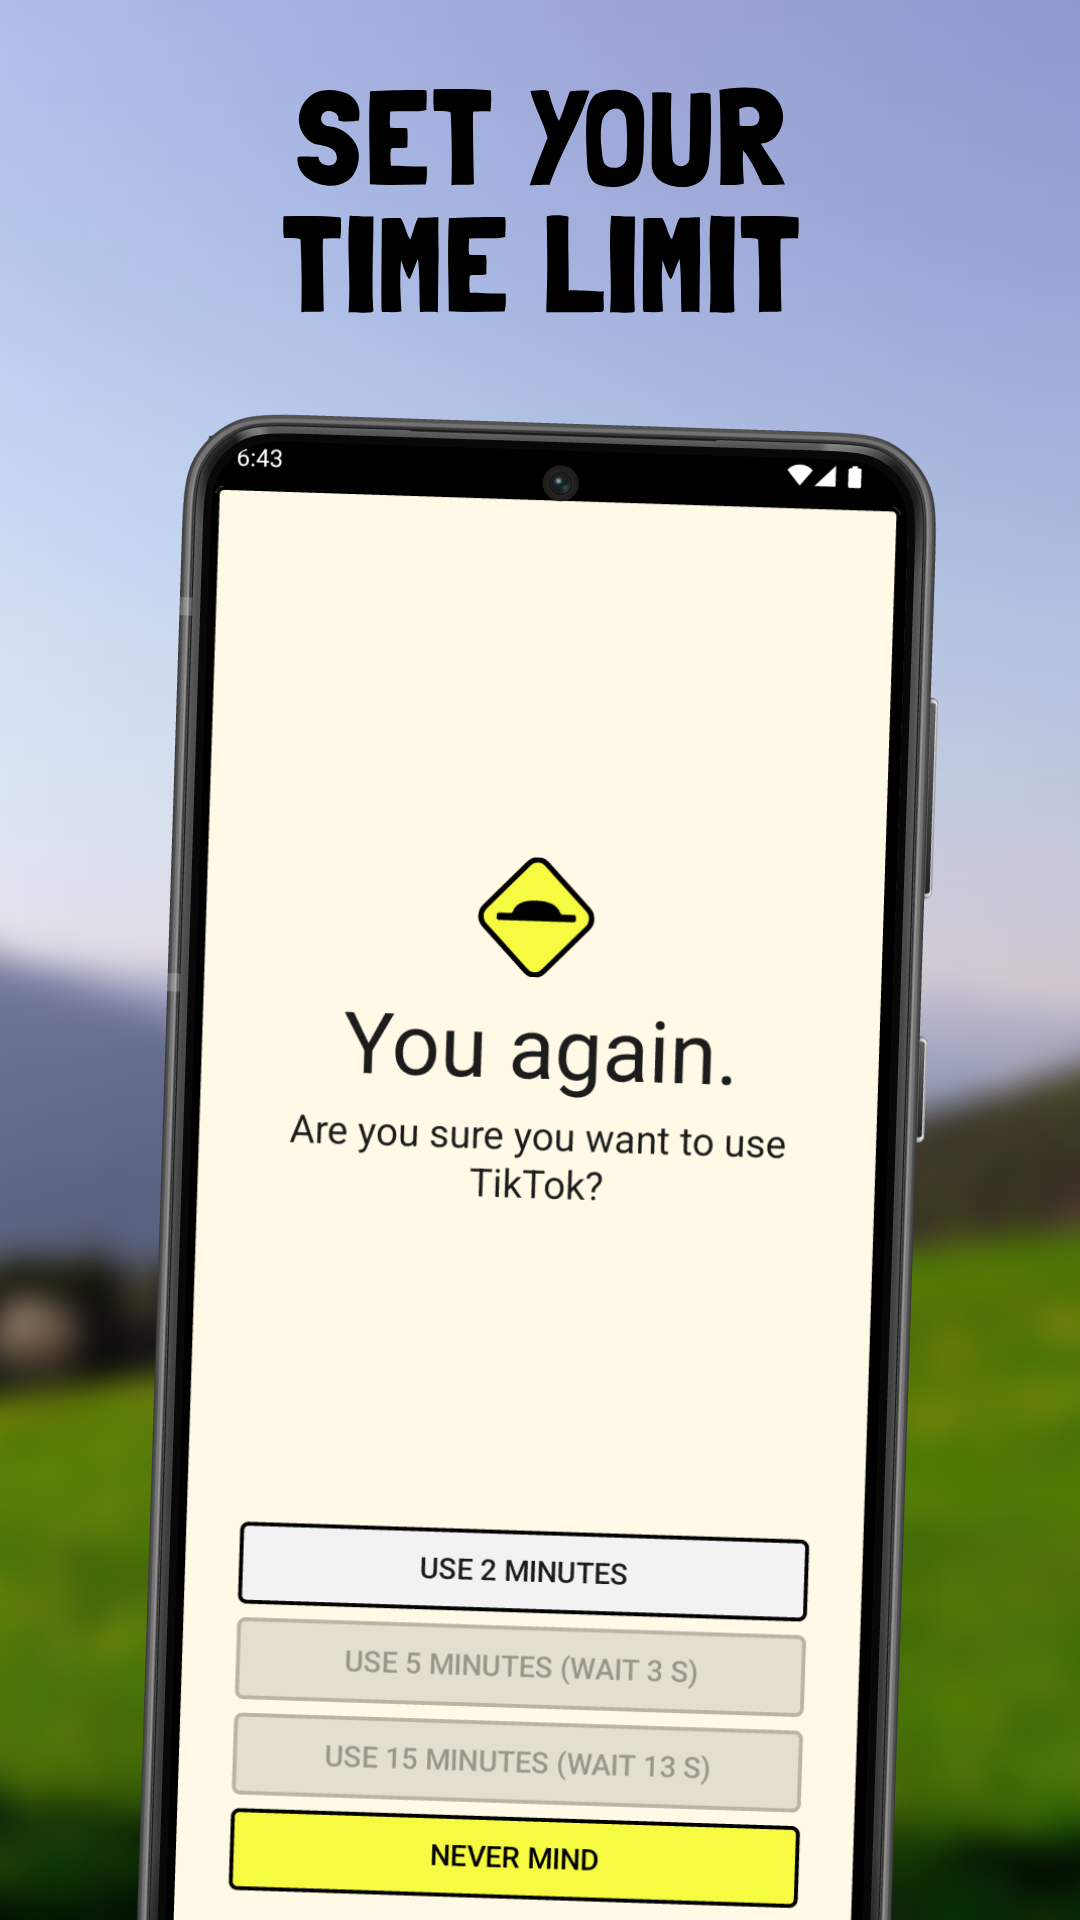 SET YOUR
TIME LIMIT
6:43
You again.
Are you sure you want to use
TikTok?
USE 2 MINUTES
USE 5 MINUTES (WAIT 3 S)
USE 15 MINUTES (WAIT 13 S)
NEVER MIND